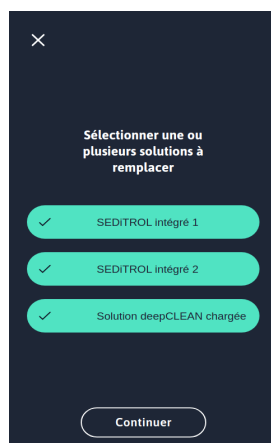 Sélectionner une ou
plusieurs solutions à
remplacer
SEDiTROL intégré 1
SEDiTROL intégré 2
Solution deepCLEAN chargée
Continuer